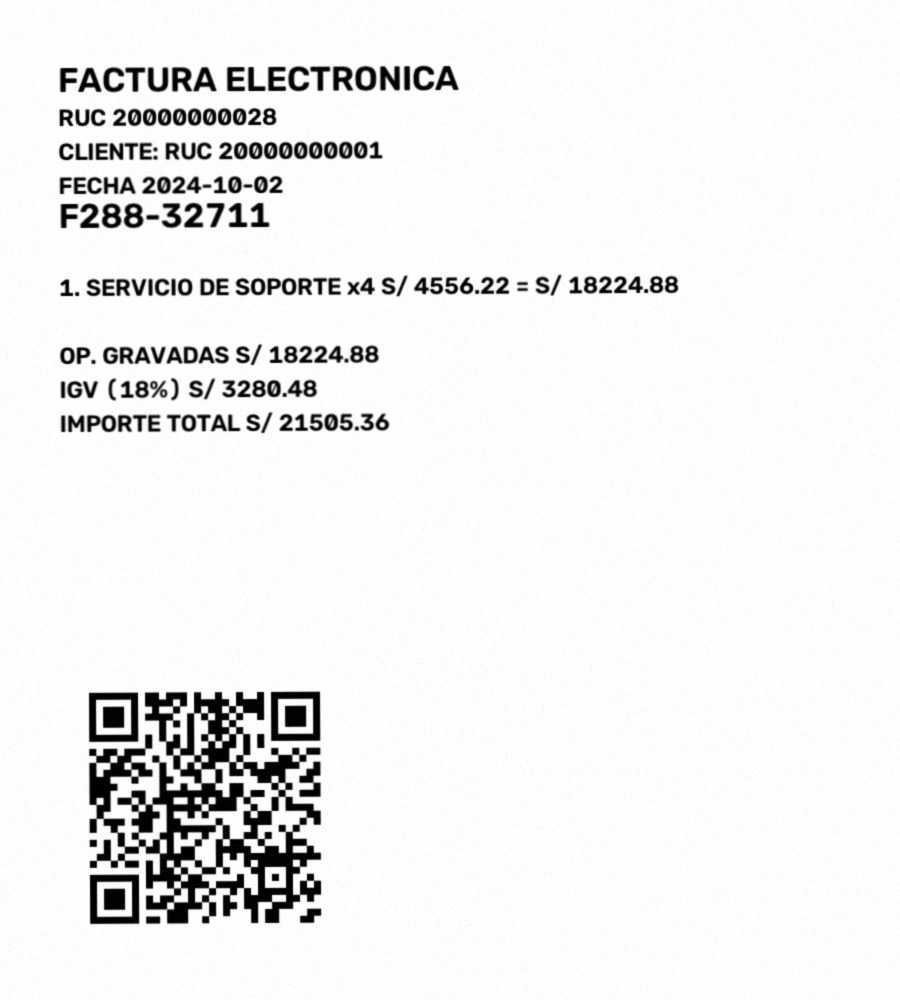 FACTURA ELECTRONICA
RUC 20000000028
CLIENTE: RUC 20000000001
FECHA 2024-10-02
F288-32711
1. SERVICIO DE SOPORTE x4 S/ 4556.22 = S/ 18224.88
OP. GRAVADAS S/ 18224.88
IGV (18%) S/ 3280.48
IMPORTE TOTAL S/ 21505.36